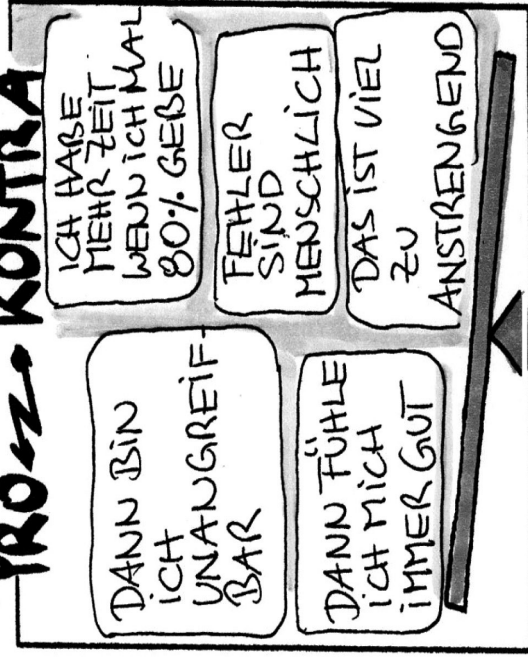 PRO KONTRA
DANN BIN
ICH
UNANGREIF-
BAR
DANN FÜHLE
ICH MICH
IMMER GUT
ICH HABE
MEHR ZEIT
WENN ICH MAL
80% GEBE
FEHLER
SIND
MENSCHLICH
DAS IST VIEL
ZU
ANSTRENGEND